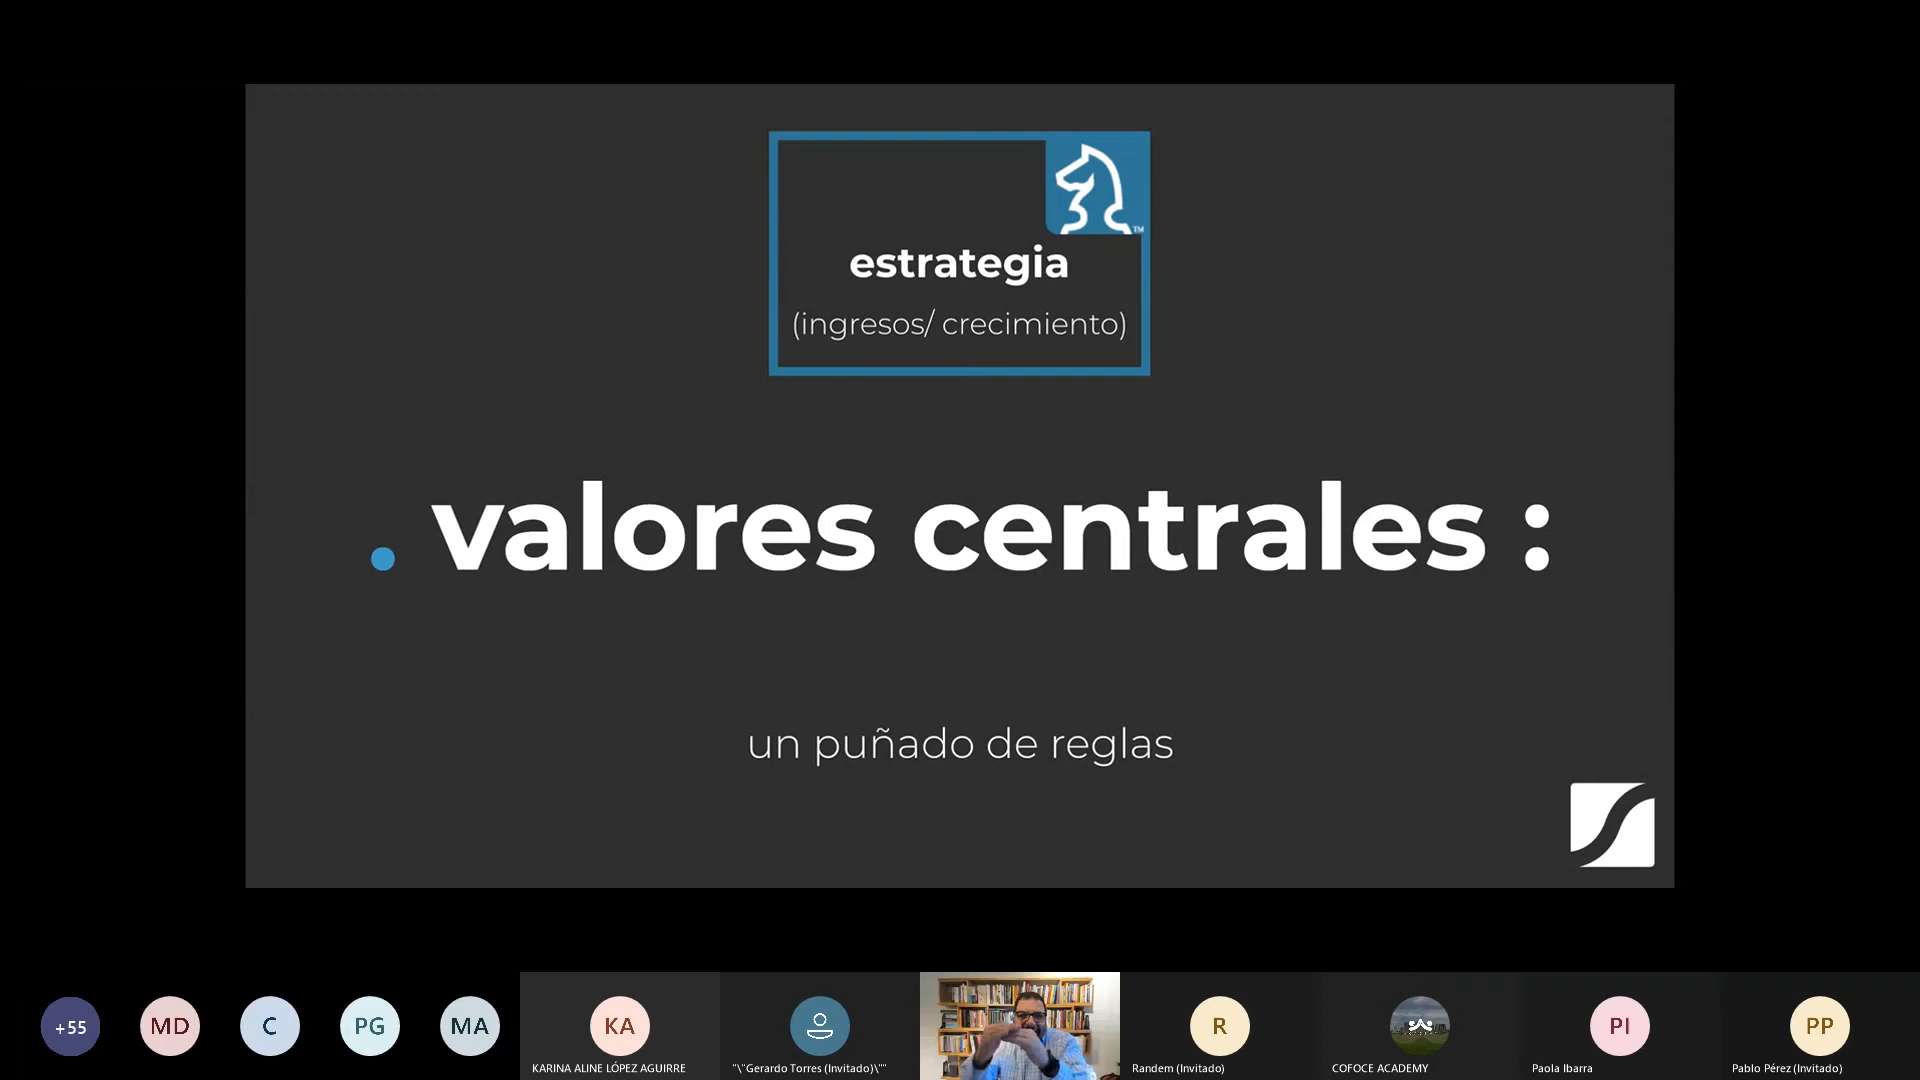 TM
estrategia
(ingresos/ crecimiento)
. valores centrales :
un puñado de reglas
+55
MD
C
PG
MA
KA
R
PI
PP
KARINA ALINE LÓPEZ AGUIRRE
"\"Gerardo Torres (Invitado)\""
Randem (Invitado)
COFOCE ACADEMY
Paola Ibarra
Pablo Pérez (Invitado)